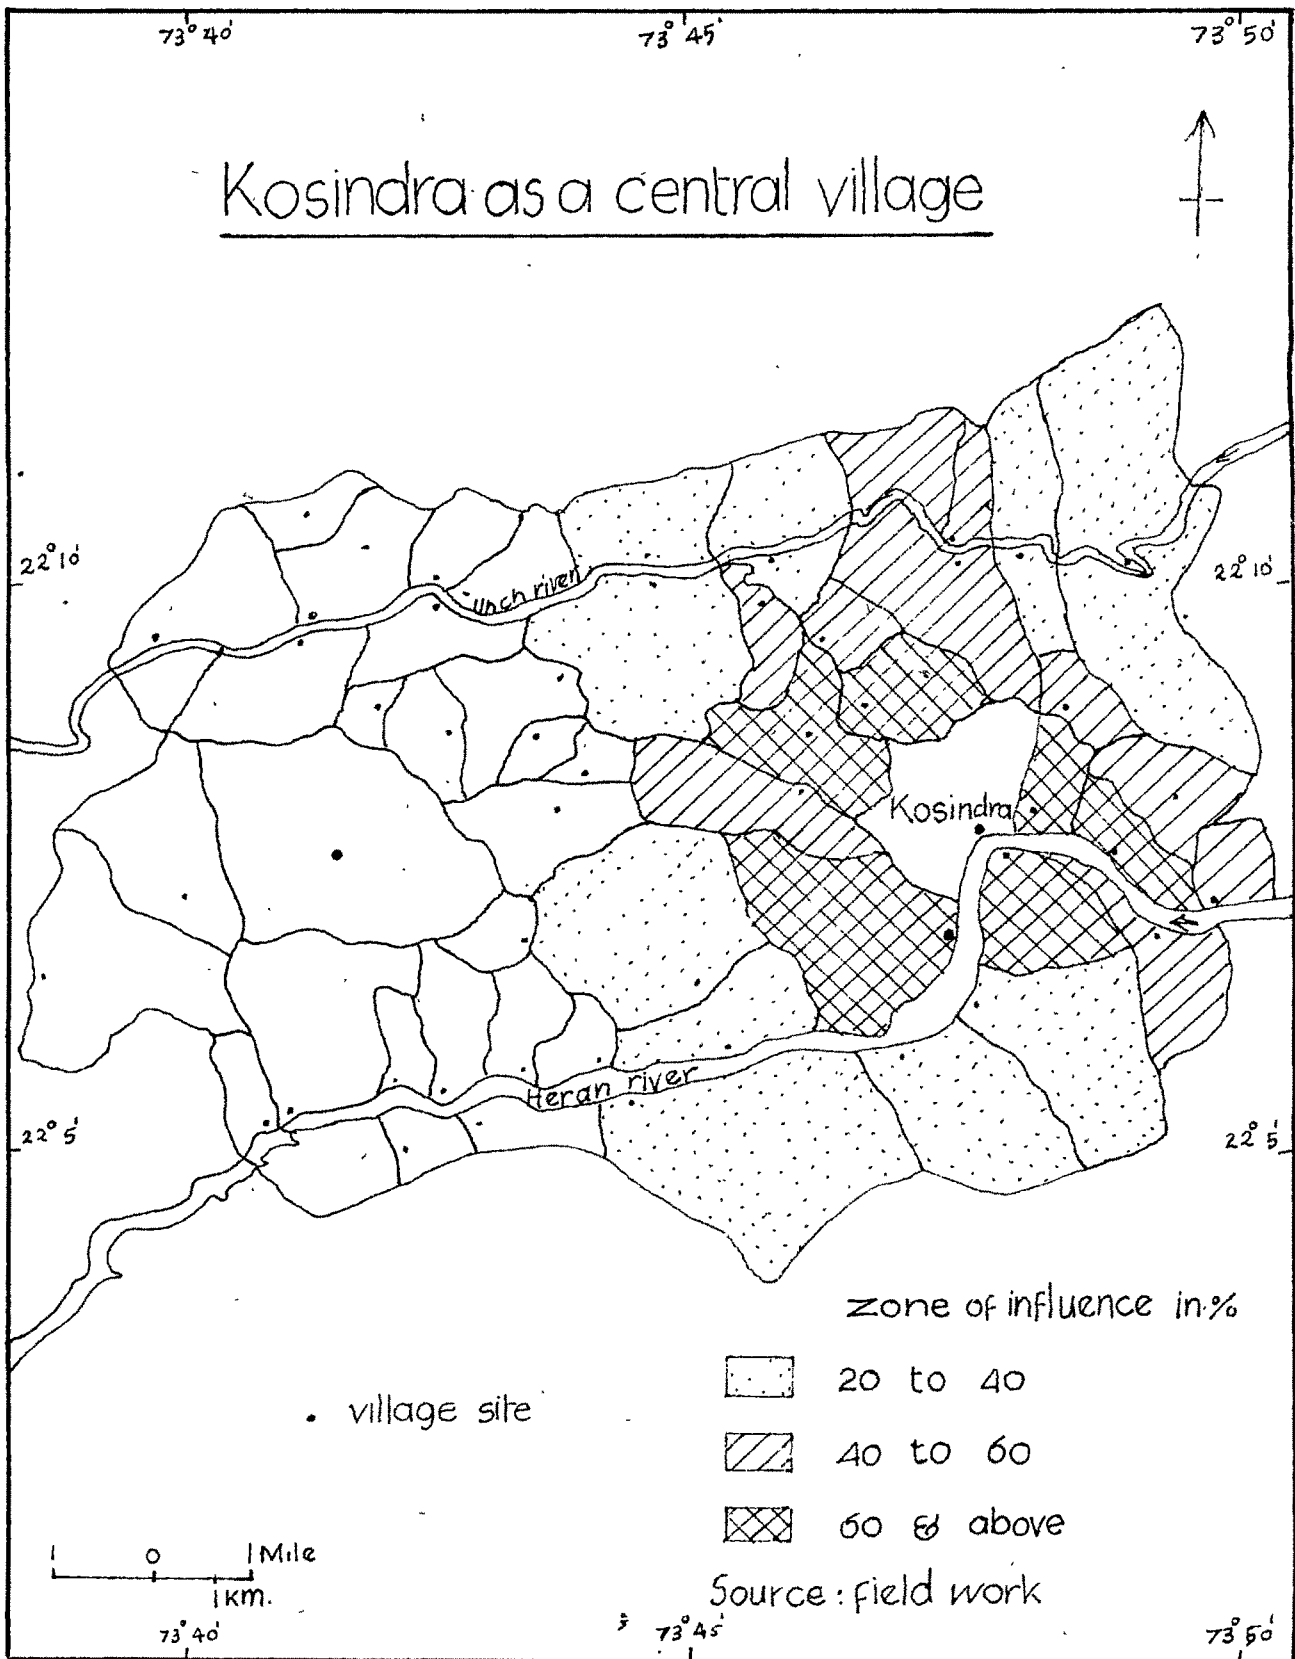 73° 40' 73° 45' 73° 50'
Kosindra as a central village
22° 10' 22° 10'
Unch river
Kosindra
Heran river
22° 5' 22° 5'
zone of influence in %
20 to 40
• village site
40 to 60
60 & above
1 0 1 Mile
1 km.
Source : field work
73° 40' 73° 45' 73° 50'